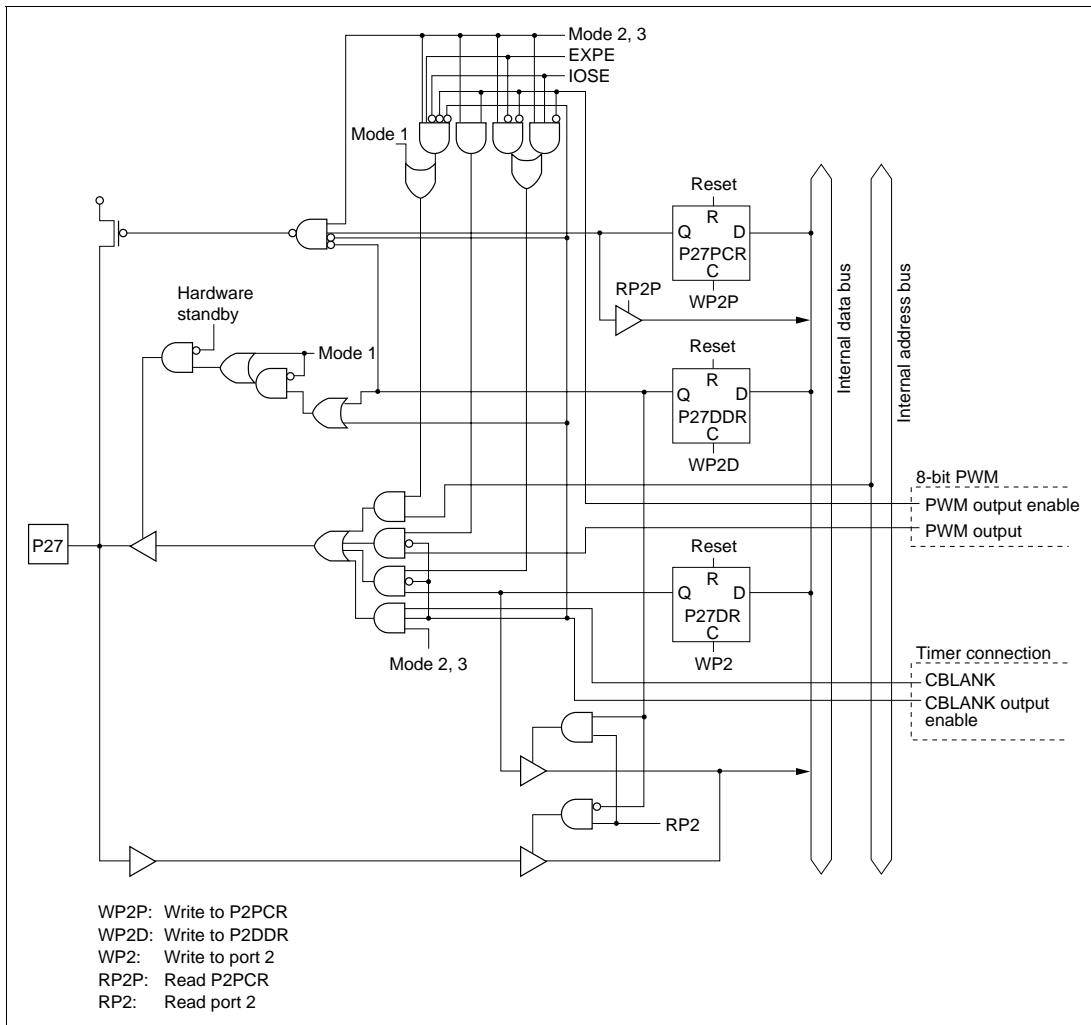 Mode 2, 3
EXPE
IOSE
Mode 1
Reset
R
Q D
P27PCR
C
WP2P
RP2P
Hardware
standby
Mode 1
Reset
R
Q D
P27DDR
C
WP2D
Internal data bus
Internal address bus
8-bit PWM
PWM output enable
PWM output
P27
Reset
R
Q D
P27DR
C
WP2
Mode 2, 3
Timer connection
CBLANK
CBLANK output
enable
RP2
WP2P: Write to P2PCR
WP2D: Write to P2DDR
WP2: Write to port 2
RP2P: Read P2PCR
RP2: Read port 2